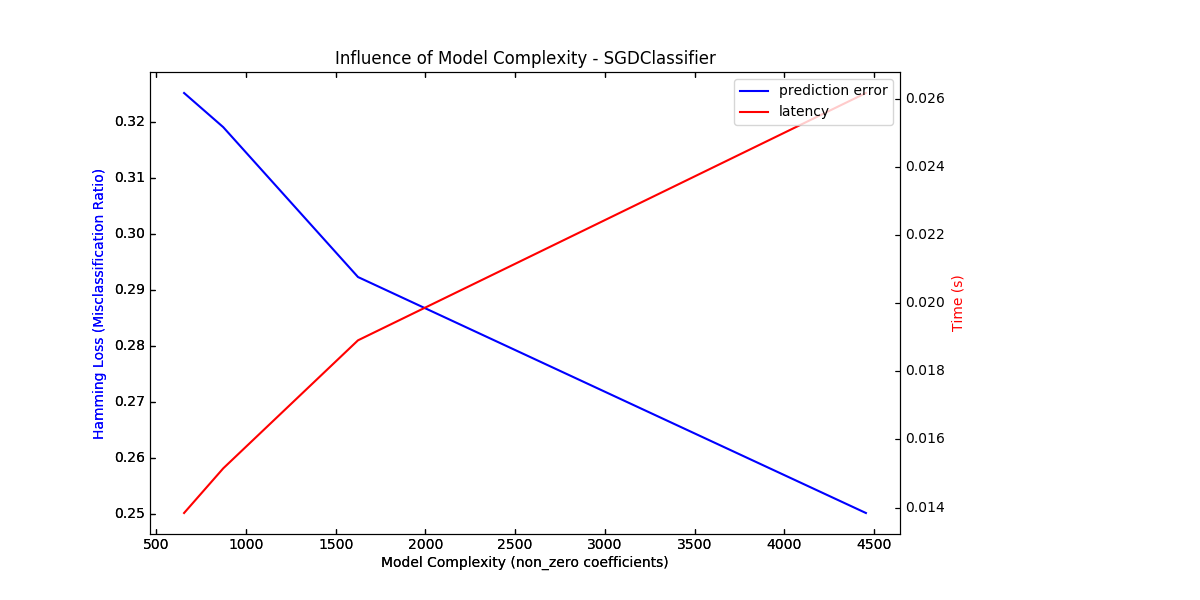 Influence of Model Complexity - SGDClassifier
prediction error
latency
Hamming Loss (Misclassification Ratio)
0.32
0.31
0.30
0.29
0.28
0.27
0.26
0.25
0.026
0.024
0.022
0.020
0.018
0.016
0.014
Time (s)
500 1000 1500 2000 2500 3000 3500 4000 4500
Model Complexity (non_zero coefficients)